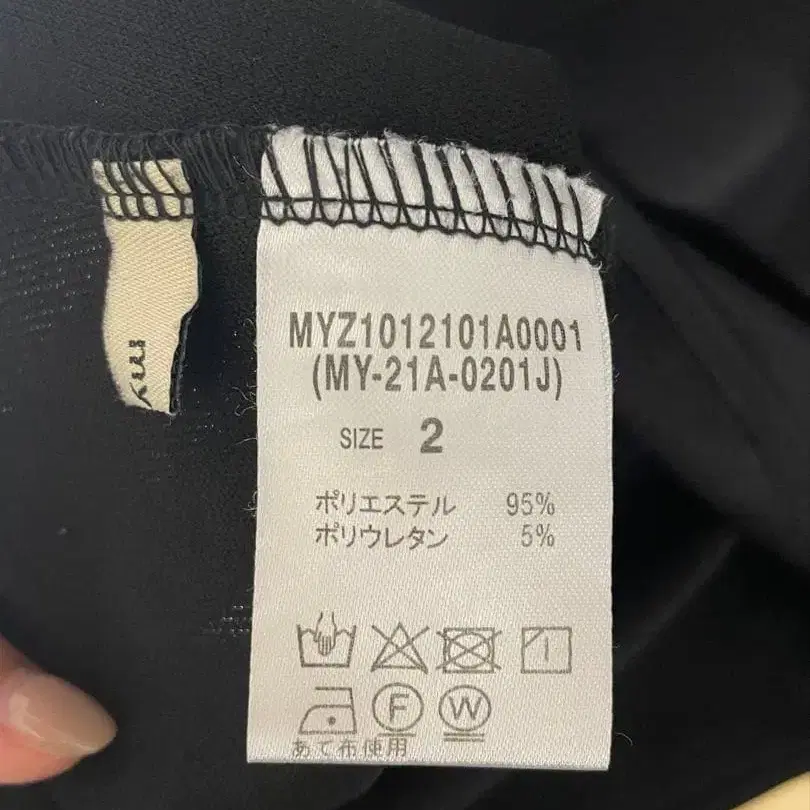 my
MYZ1012101A0001
(MY-21A-0201J)
SIZE 2
ポリエステル 95%
ポリウレタン 5%
F W
あて布使用